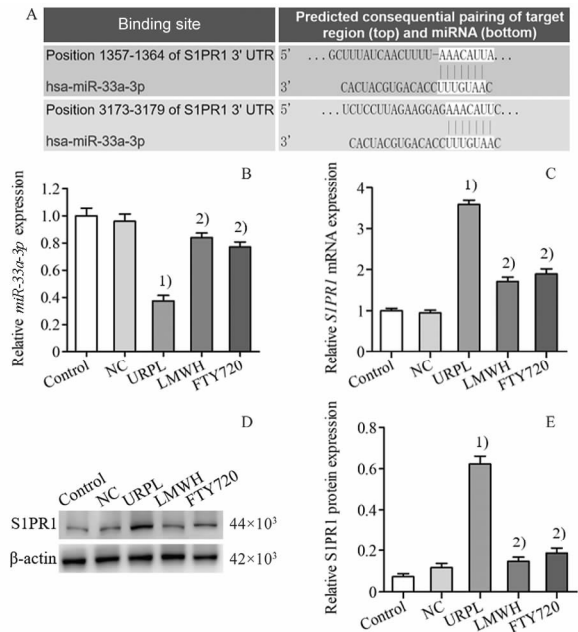 A
Binding site
Predicted consequential pairing of target
region (top) and miRNA (bottom)
Position 1357-1364 of S1PR1 3' UTR 5' ...GCUUUAUCAACUUUU-AAACAUUA...
hsa-miR-33a-3p CACUACGUGACACCUUUGUAAC
Position 3173-3179 of S1PR1 3' UTR 5' ...UCUCCUUAGAAGGAGAAACAUUC...
hsa-miR-33a-3p 3' CACUACGUGACACCUUUGUAAC
B
Relative miR-33a-3p expression
1.2
1.0
0.8
0.6
0.4
0.2
0
1)
2)
2)
Control
NC
URPL
LMWH
FTY720
C
Relative S1PR1 mRNA expression
4
3
2
1
0
1)
2)
2)
Control
NC
URPL
LMWH
FTY720
D
Control
NC
URPL
LMWH
FTY720
S1PR1 44×10³
β-actin 42×10³
E
Relative S1PR1 protein expression
0.8
0.6
0.4
0.2
0
1)
2)
2)
Control
NC
URPL
LMWH
FTY720